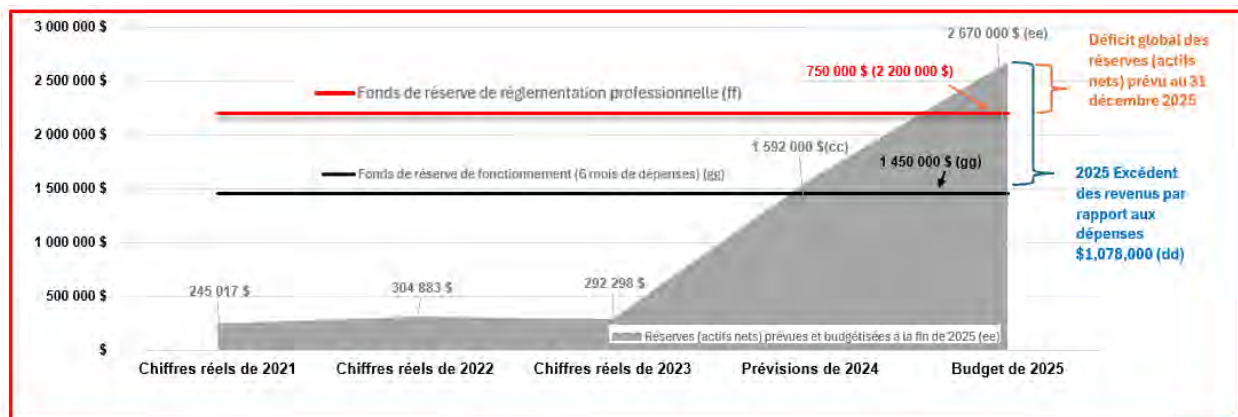 3 000 000 $
2 500 000 $
2 000 000 $
1 500 000 $
1 000 000 $
500 000 $
$
2 670 000 $ (ee)
750 000 $ (2 200 000 $)
Fonds de réserve de réglementation professionnelle (ff)
1 592 000 $(cc)
1 450 000 $ (gg)
Fonds de réserve de fonctionnement (6 mois de dépenses) (gg)
245 017 $
304 883 $
292 298 $
Réserves (actifs nets) prévues et budgétisées à la fin de 2025 (ee)
Chiffres réels de 2021
Chiffres réels de 2022
Chiffres réels de 2023
Prévisions de 2024
Budget de 2025
Déficit global des
réserves (actifs
nets) prévu au 31
décembre 2025
2025 Excédent
des revenus par
rapport aux
dépenses
$1,078,000 (dd)